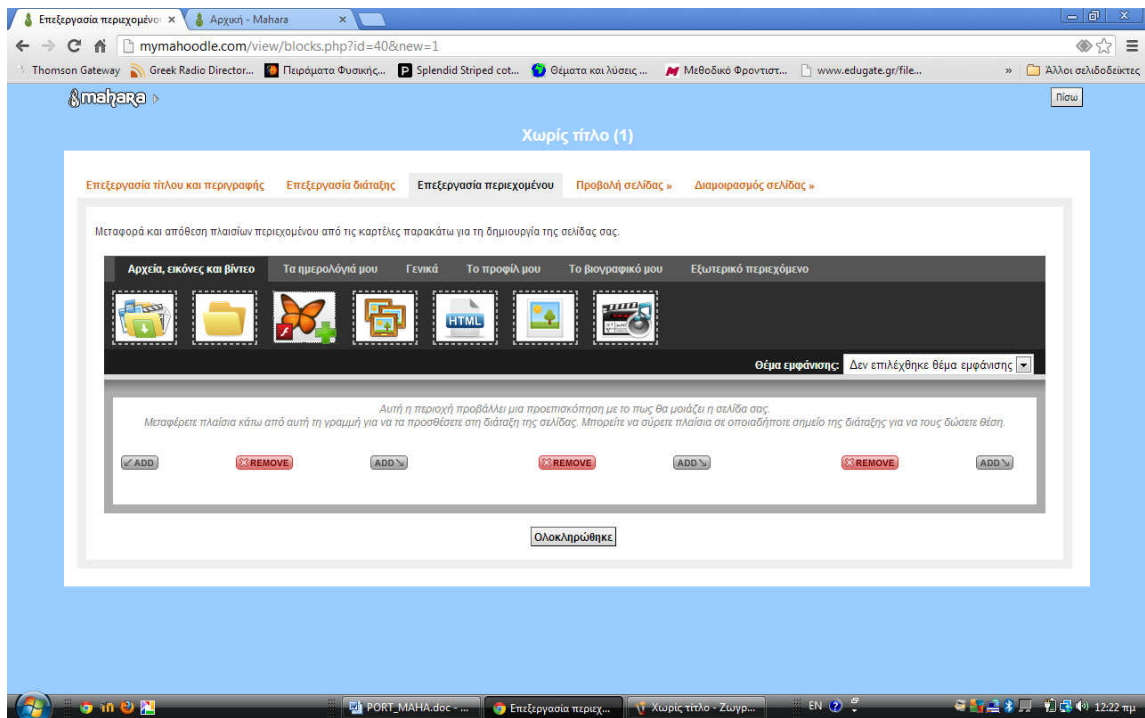 Επεξεργασία περιεχομένο
Αρχική - Mahara
mymahoodle.com/view/blocks.php?id=40&new=1
Thomson Gateway Greek Radio Director... Πειράματα Φυσικής... Splendid Striped cot... Θέματα και λύσεις ... Μεθοδικό Φροντιστ... www.edugate.gr/file... » Άλλοι σελιδοδείκτες
mahara
Πίσω
Χωρίς τίτλο (1)
Επεξεργασία τίτλου και περιγραφής Επεξεργασία διάταξης Επεξεργασία περιεχομένου Προβολή σελίδας » Διαμοιρασμός σελίδας »
Μεταφορά και απόθεση πλαισίων περιεχομένου από τις καρτέλες παρακάτω για τη δημιουργία της σελίδας σας.
Αρχεία, εικόνες και βίντεο Τα ημερολόγιά μου Γενικά Το προφίλ μου Το βιογραφικό μου Εξωτερικό περιεχόμενο
HTML
Θέμα εμφάνισης: Δεν επιλέχθηκε θέμα εμφάνισης
Αυτή η περιοχή προβάλλει μια προεπισκόπηση με το πως θα μοιάζει η σελίδα σας.
Μεταφέρετε πλαίσια κάτω από αυτή τη γραμμή για να τα προσθέσετε στη διάταξη της σελίδας. Μπορείτε να σύρετε πλαίσια σε οποιαδήποτε σημείο της διάταξης για να τους δώσετε θέση.
ADD REMOVE ADD REMOVE ADD REMOVE ADD
Ολοκληρώθηκε
PORT_MAHA.doc - ... Επεξεργασία περιεχ... Χωρίς τίτλο - Ζωγρ... EN 12:22 πμ